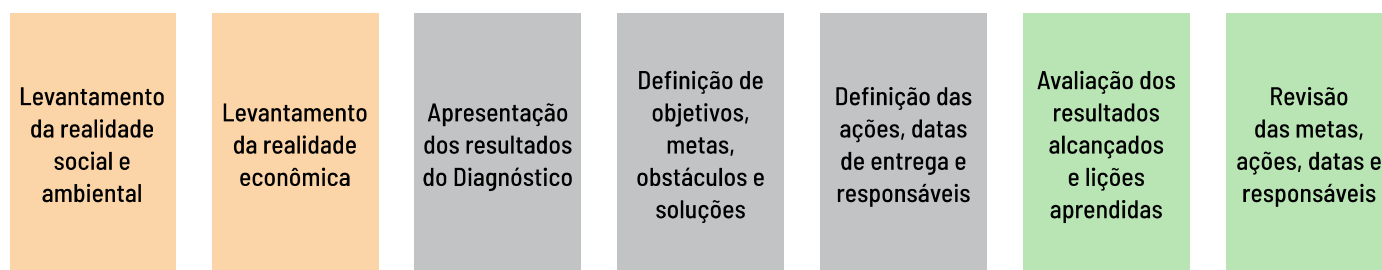 Levantamento
da realidade
social e
ambiental
Levantamento
da realidade
econômica
Apresentação
dos resultados
do Diagnóstico
Definição de
objetivos,
metas,
obstáculos e
soluções
Definição das
ações, datas
de entrega e
responsáveis
Avaliação dos
resultados
alcançados
e lições
aprendidas
Revisão
das metas,
ações, datas e
responsáveis